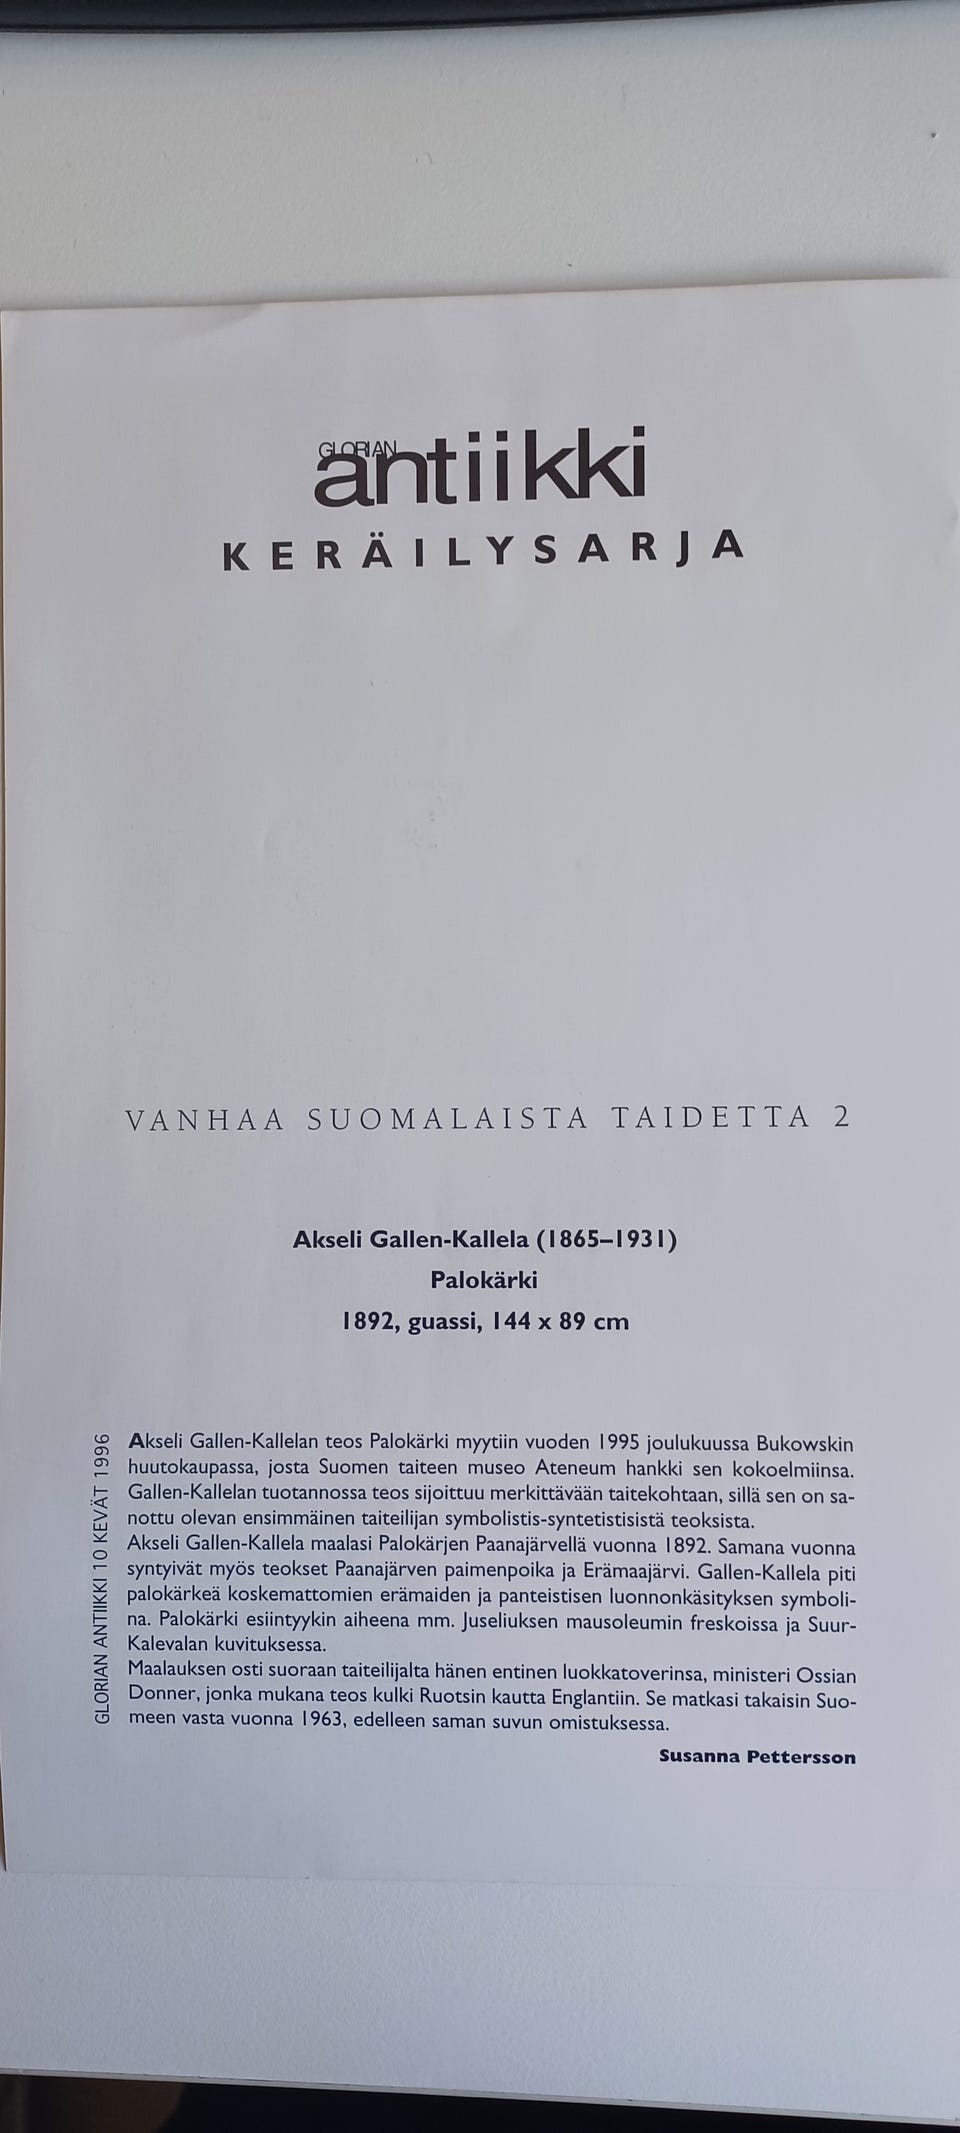 GLORIAN
antiikki
KERÄILYSARJA
VANHAA SUOMALAISTA TAIDETTA 2
Akseli Gallen-Kallela (1865–1931)
Palokärki
1892, guassi, 144 x 89 cm
Akseli Gallen-Kallelan teos Palokärki myytiin vuoden 1995 joulukuussa Bukowskin
huutokaupassa, josta Suomen taiteen museo Ateneum hankki sen kokoelmiinsa.
Gallen-Kallelan tuotannossa teos sijoittuu merkittävään taitekohtaan, sillä sen on sa-
nottu olevan ensimmäinen taiteilijan symbolistis-syntetistisistä teoksista.
Akseli Gallen-Kallela maalasi Palokärjen Paanajärvellä vuonna 1892. Samana vuonna
syntyivät myös teokset Paanajärven paimenpoika ja Erämaajärvi. Gallen-Kallela piti
palokärkeä koskemattomien erämaiden ja panteistisen luonnonkäsityksen symboli-
na. Palokärki esiintyykin aiheena mm. Juseliuksen mausoleumin freskoissa ja Suur-
Kalevalan kuvituksessa.
Maalauksen osti suoraan taiteilijalta hänen entinen luokkatoverinsa, ministeri Ossian
Donner, jonka mukana teos kulki Ruotsin kautta Englantiin. Se matkasi takaisin Suo-
meen vasta vuonna 1963, edelleen saman suvun omistuksessa.
Susanna Pettersson
GLORIAN ANTIIKKI 10 KEVÄT 1996